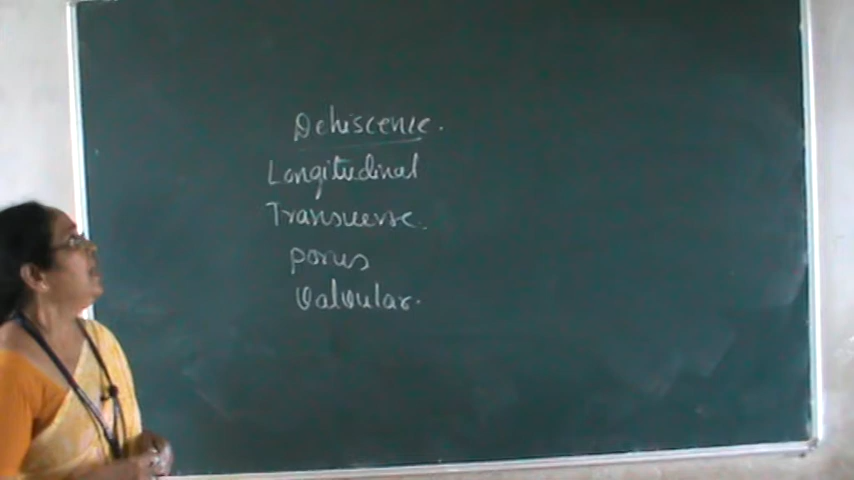 Dehiscence.
Longitudinal
Transverse.
porus
Valvular.